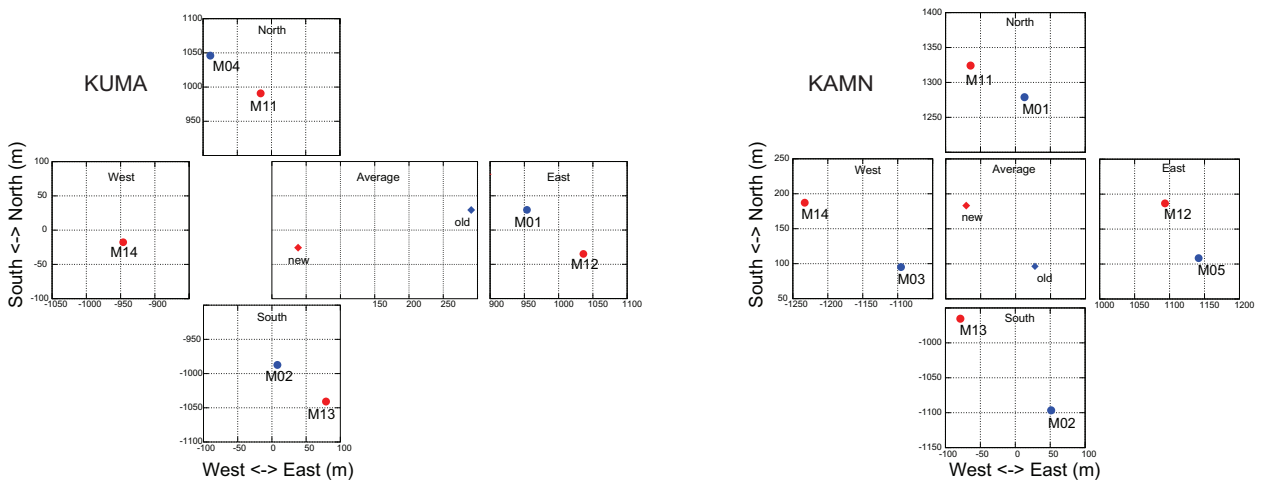 KUMA
1100
1050
1000
950
North
M04
M11
South <-> North (m)
100
50
0
-50
-100
West
M14
-1050
-1000
-950
-900
Average
old
new
150
200
250
East
M01
M12
900
950
1000
1050
1100
-950
-1000
-1050
-1100
South
M02
M13
-100
-50
0
50
100
West <-> East (m)
KAMN
1400
1350
1300
1250
North
M11
M01
South <-> North (m)
250
200
150
100
50
West
M14
M03
-1250
-1200
-1150
-1100
Average
new
old
East
M12
M05
1000
1050
1100
1150
1200
-1000
-1050
-1100
-1150
South
M13
M02
-100
-50
0
50
100
West <-> East (m)